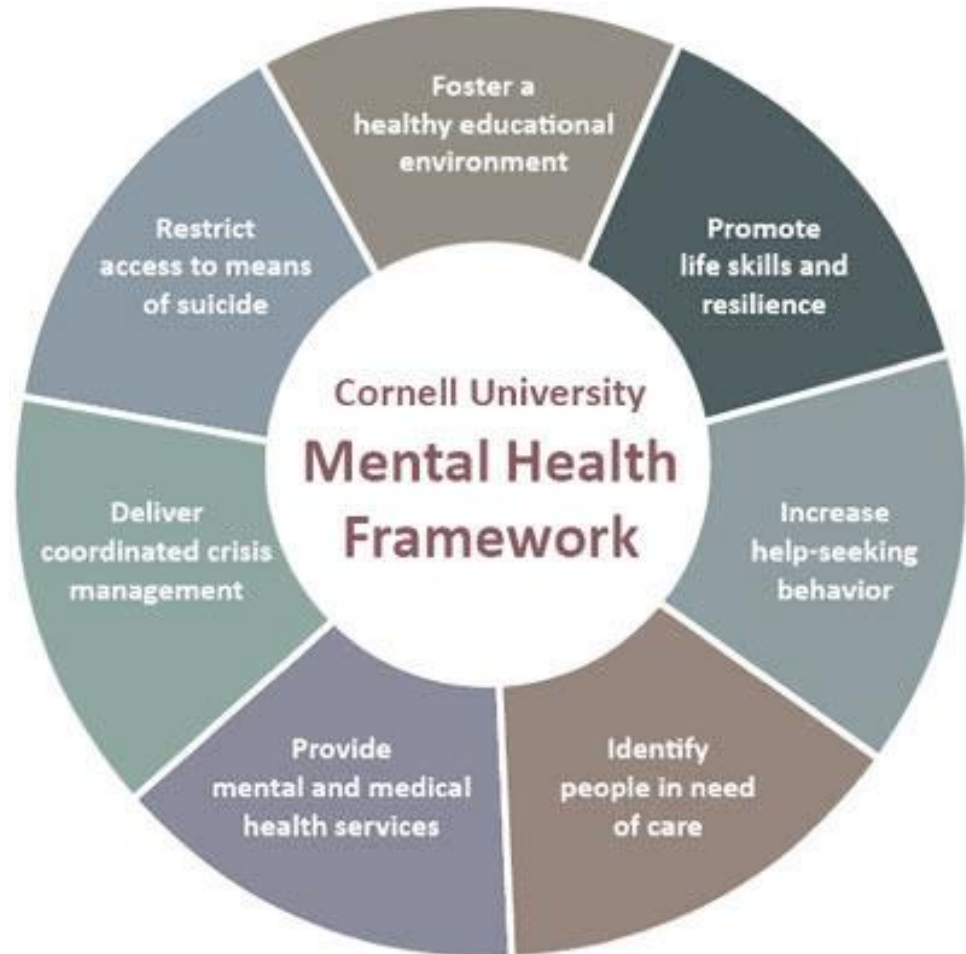 Cornell University
Mental Health
Framework
Foster a
healthy educational
environment
Promote
life skills and
resilience
Increase
help-seeking
behavior
Identify
people in need
of care
Provide
mental and medical
health services
Deliver
coordinated crisis
management
Restrict
access to means
of suicide